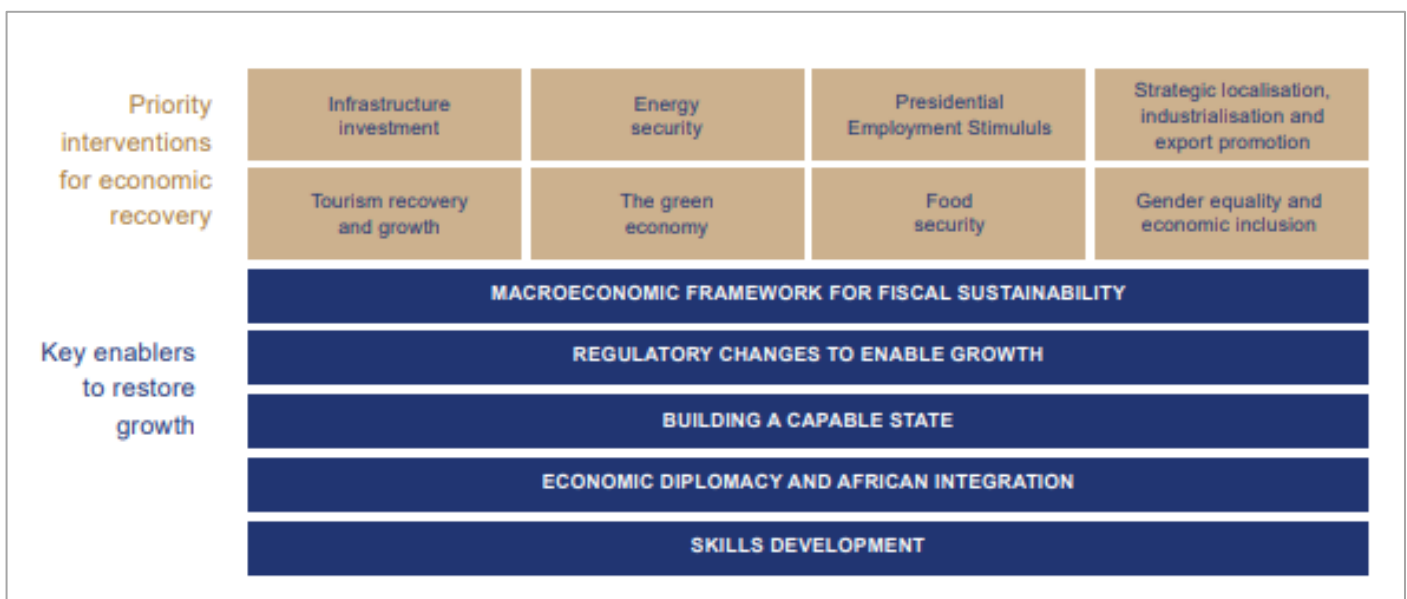 Priority
interventions
for economic
recovery
Infrastructure
investment
Energy
security
Presidential
Employment Stimululs
Strategic localisation,
industrialisation and
export promotion
Tourism recovery
and growth
The green
economy
Food
security
Gender equality and
economic inclusion
Key enablers
to restore
growth
MACROECONOMIC FRAMEWORK FOR FISCAL SUSTAINABILITY
REGULATORY CHANGES TO ENABLE GROWTH
BUILDING A CAPABLE STATE
ECONOMIC DIPLOMACY AND AFRICAN INTEGRATION
SKILLS DEVELOPMENT